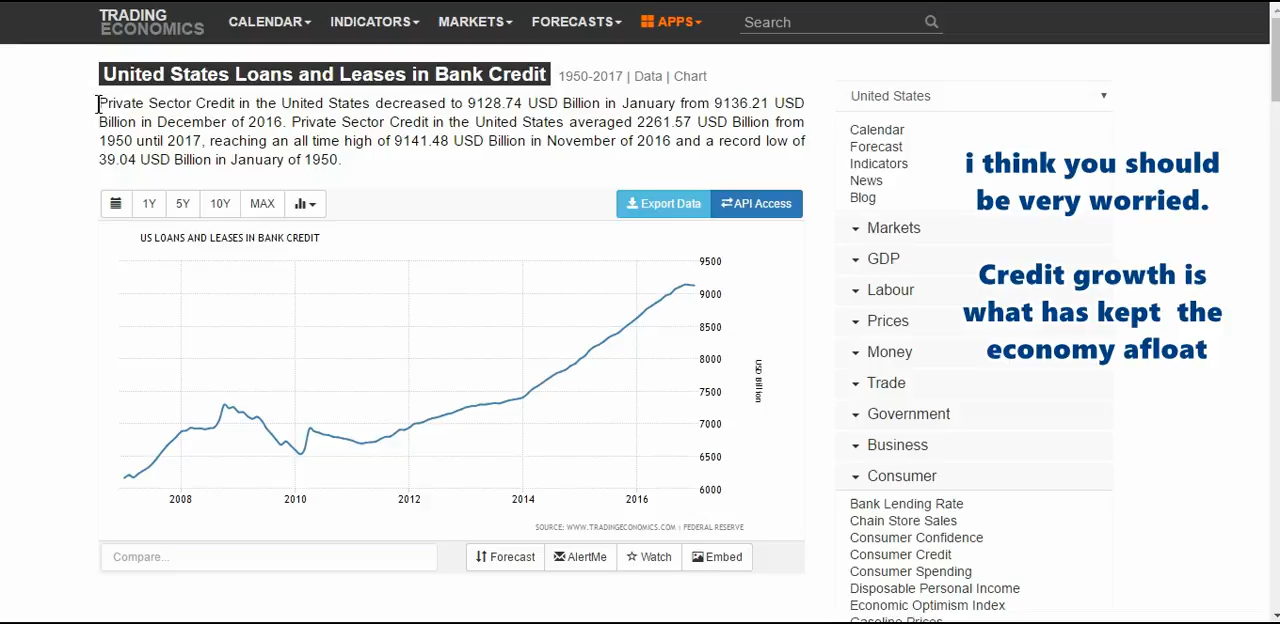 TRADING
ECONOMICS
CALENDAR INDICATORS MARKETS FORECASTS APPS Search
United States Loans and Leases in Bank Credit 1950-2017 | Data | Chart
Private Sector Credit in the United States decreased to 9128.74 USD Billion in January from 9136.21 USD
Billion in December of 2016. Private Sector Credit in the United States averaged 2261.57 USD Billion from
1950 until 2017, reaching an all time high of 9141.48 USD Billion in November of 2016 and a record low of
39.04 USD Billion in January of 1950.
1Y 5Y 10Y MAX Export Data API Access
US LOANS AND LEASES IN BANK CREDIT
9500
9000
8500
8000
7500
7000
6500
6000
USD Billion
2008 2010 2012 2014 2016
SOURCE: WWW.TRADINGECONOMICS.COM | FEDERAL RESERVE
Compare... Forecast AlertMe Watch Embed
United States
Calendar
Forecast
Indicators
News
Blog
Markets
GDP
Labour
Prices
Money
Trade
Government
Business
Consumer
Bank Lending Rate
Chain Store Sales
Consumer Confidence
Consumer Credit
Consumer Spending
Disposable Personal Income
Economic Optimism Index
Gasoline Prices
i think you should
be very worried.
Credit growth is
what has kept the
economy afloat